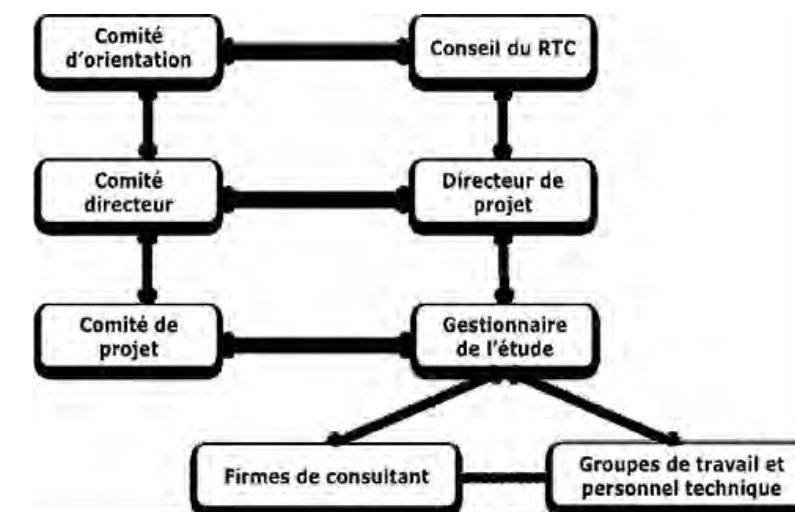 Comité
d'orientation
Conseil du RTC
Comité
directeur
Directeur de
projet
Comité de
projet
Gestionnaire
de l'étude
Firmes de consultant
Groupes de travail et
personnel technique